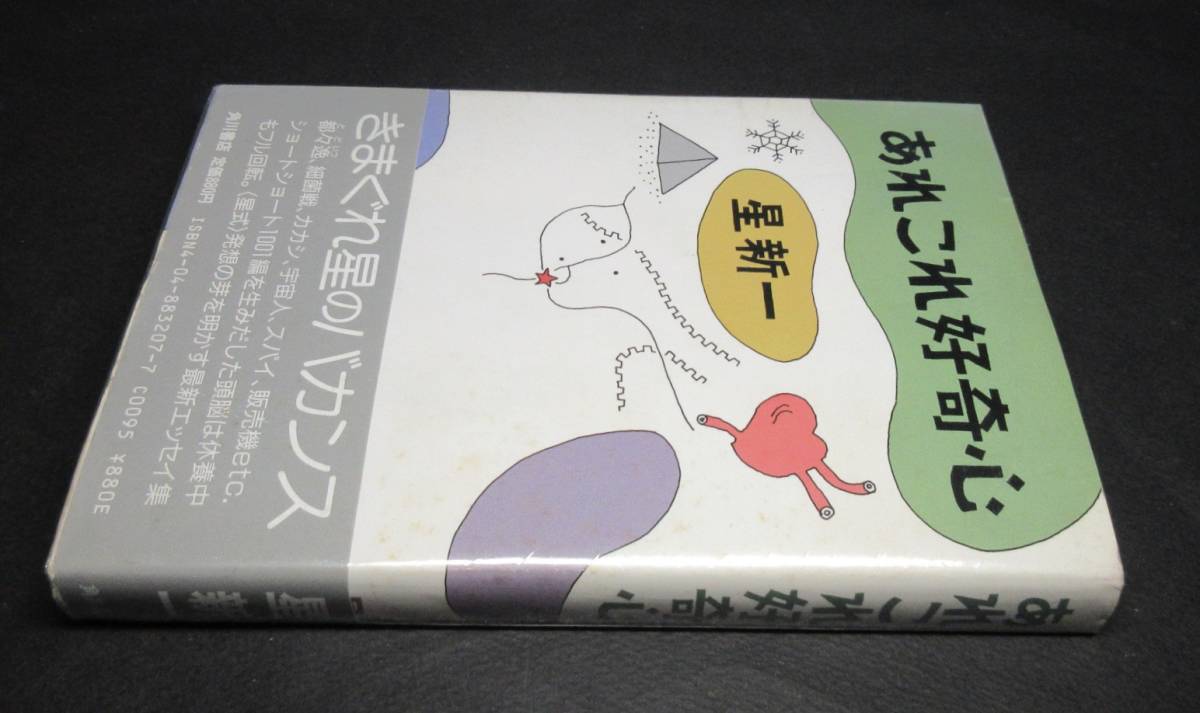 あれこれ好奇心
星新一
きまぐれ星のバカンス
細菌戦、カカシ、宇宙人、スパイ、販売機etc.
ショートショート1001篇を生みだした頭脳は休養中
もフル回転。〈星式〉発想の芽を明かす最新エッセイ集
角川書店 定価880円 ISBN4-04-883207-7 C0095 ¥880E
あれこれ好奇心
星新一